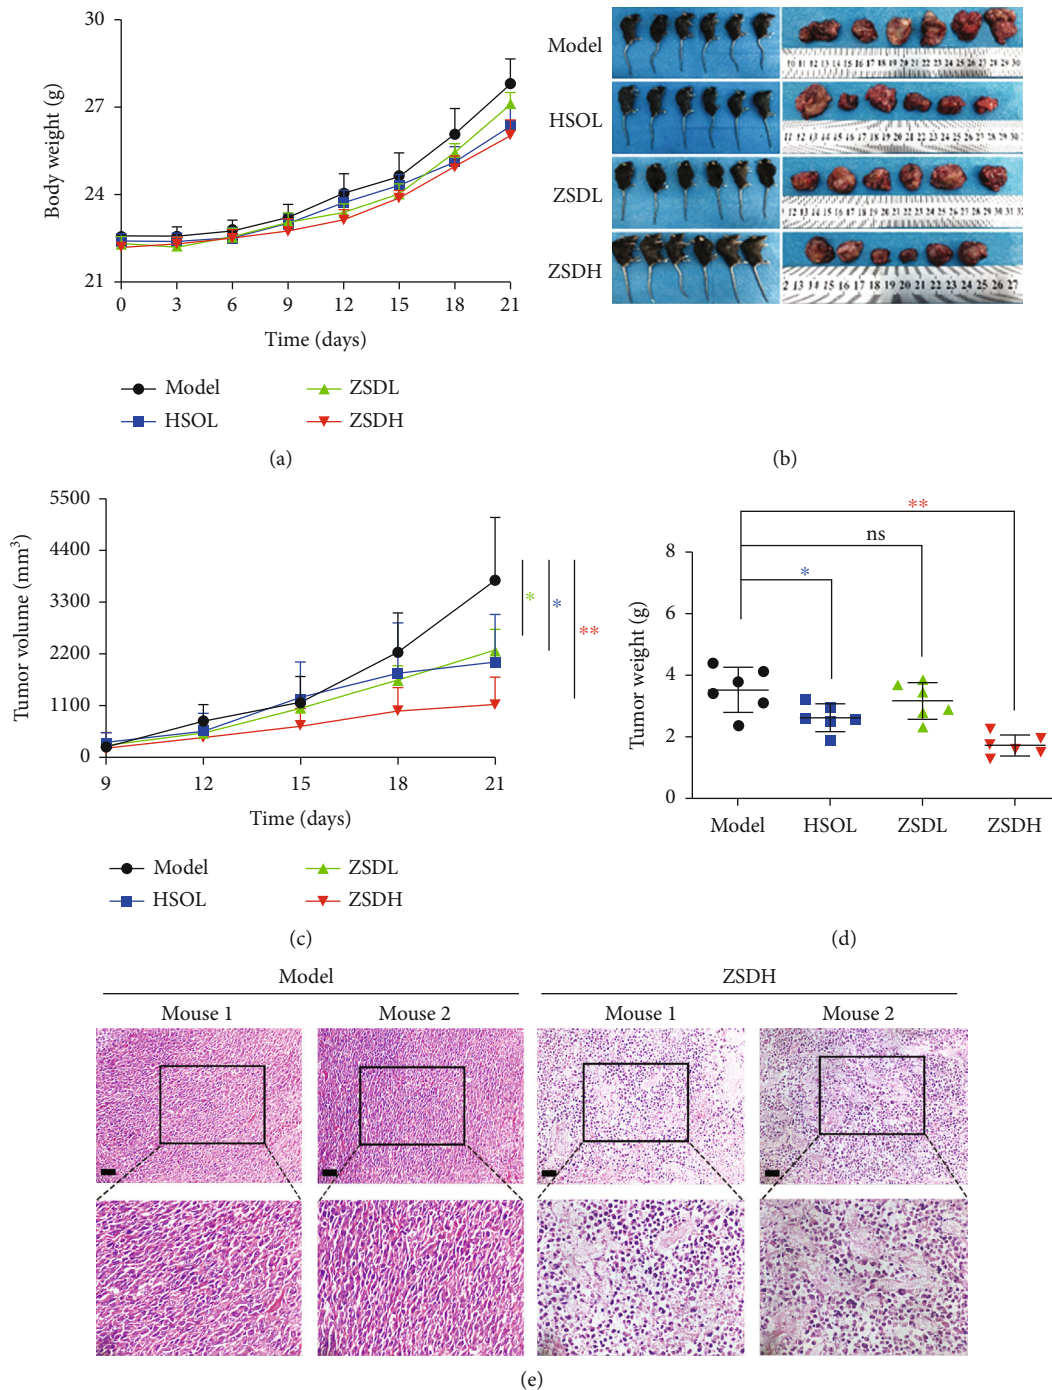 30
27
24
21
Body weight (g)
0 3 6 9 12 15 18 21
Time (days)
Model
HSOL
ZSDL
ZSDH
(a)
Model
HSOL
ZSDL
ZSDH
(b)
5500
4400
3300
2200
1100
0
Tumor volume (mm³)
9 12 15 18 21
Time (days)
* * **
Model
HSOL
ZSDL
ZSDH
(c)
**
ns
*
8
6
4
2
0
Tumor weight (g)
Model HSOL ZSDL ZSDH
(d)
Model ZSDH
Mouse 1 Mouse 2 Mouse 1 Mouse 2
(e)